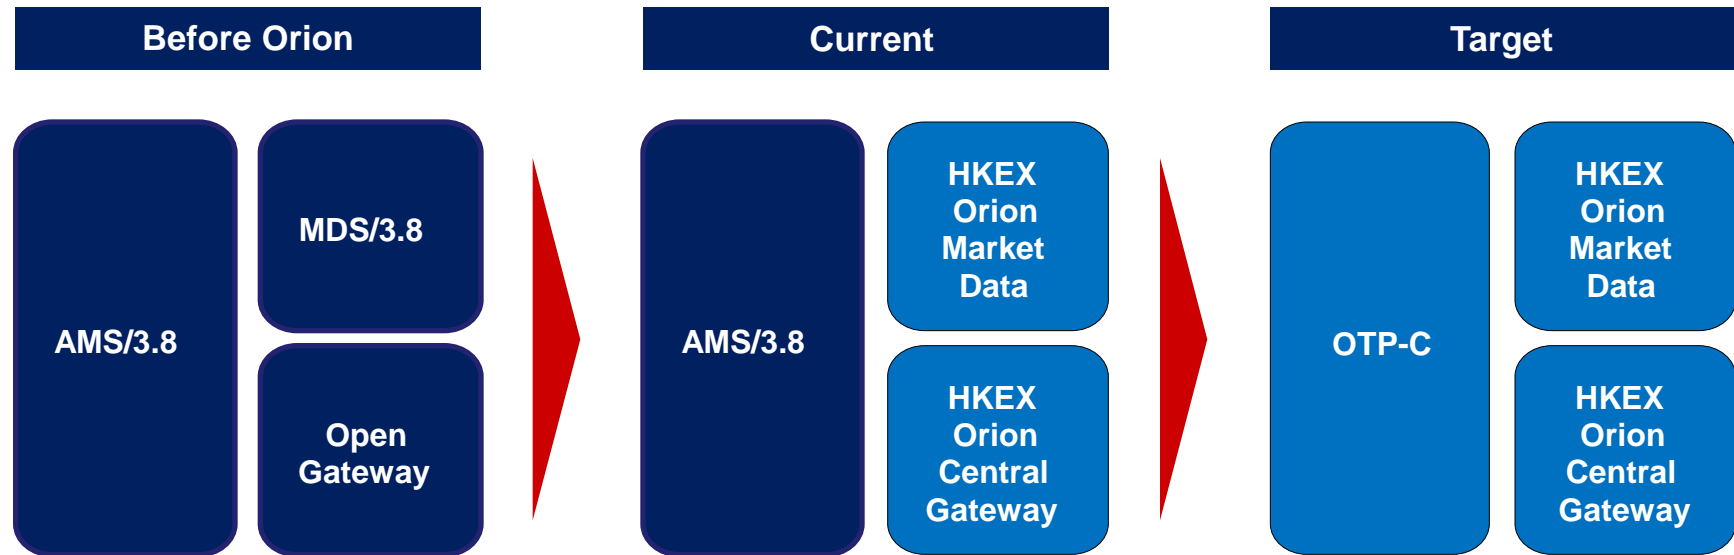 Before Orion
Current
Target
AMS/3.8
MDS/3.8
Open
Gateway
AMS/3.8
HKEX
Orion
Market
Data
HKEX
Orion
Central
Gateway
OTP-C
HKEX
Orion
Market
Data
HKEX
Orion
Central
Gateway